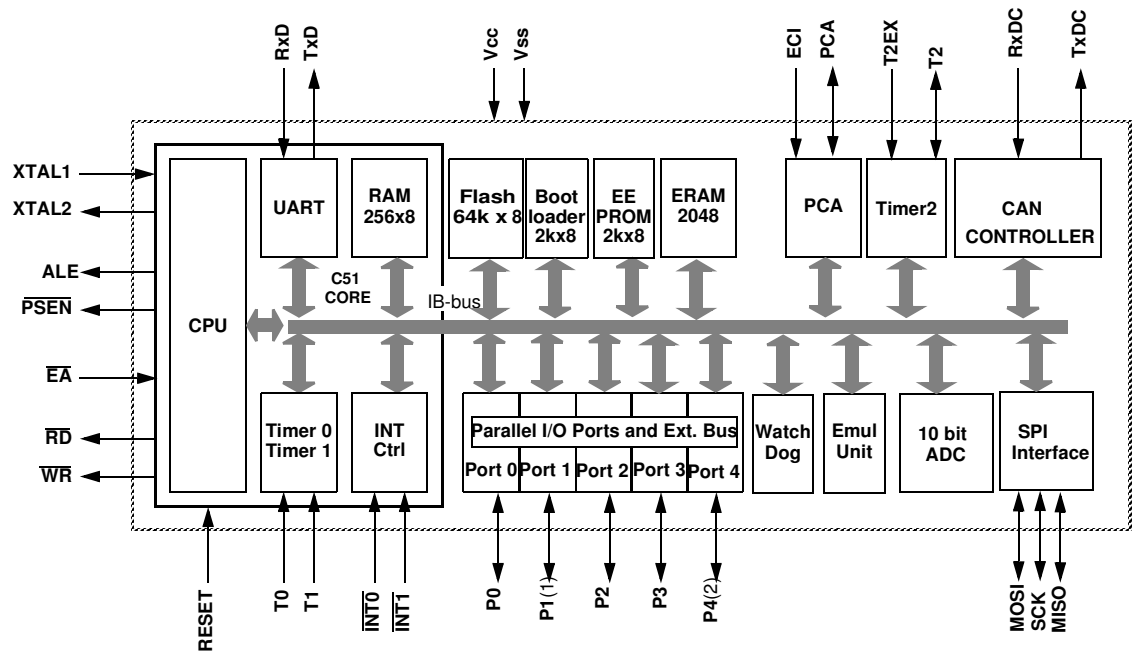 RxD
TxD
Vcc
Vss
ECI
PCA
T2EX
T2
RxDC
TxDC
XTAL1
XTAL2
ALE
PSEN
EA
RD
WR
CPU
UART
RAM
256x8
C51
CORE
IB-bus
Flash
64k x 8
Boot
loader
2kx8
EE
PROM
2kx8
ERAM
2048
PCA
Timer2
CAN
CONTROLLER
Timer 0
Timer 1
INT
Ctrl
Parallel I/O Ports and Ext. Bus
Port 0
Port 1
Port 2
Port 3
Port 4
Watch
Dog
Emul
Unit
10 bit
ADC
SPI
Interface
RESET
T0
T1
INT0
INT1
P0
P1(1)
P2
P3
P4(2)
MOSI
SCK
MISO